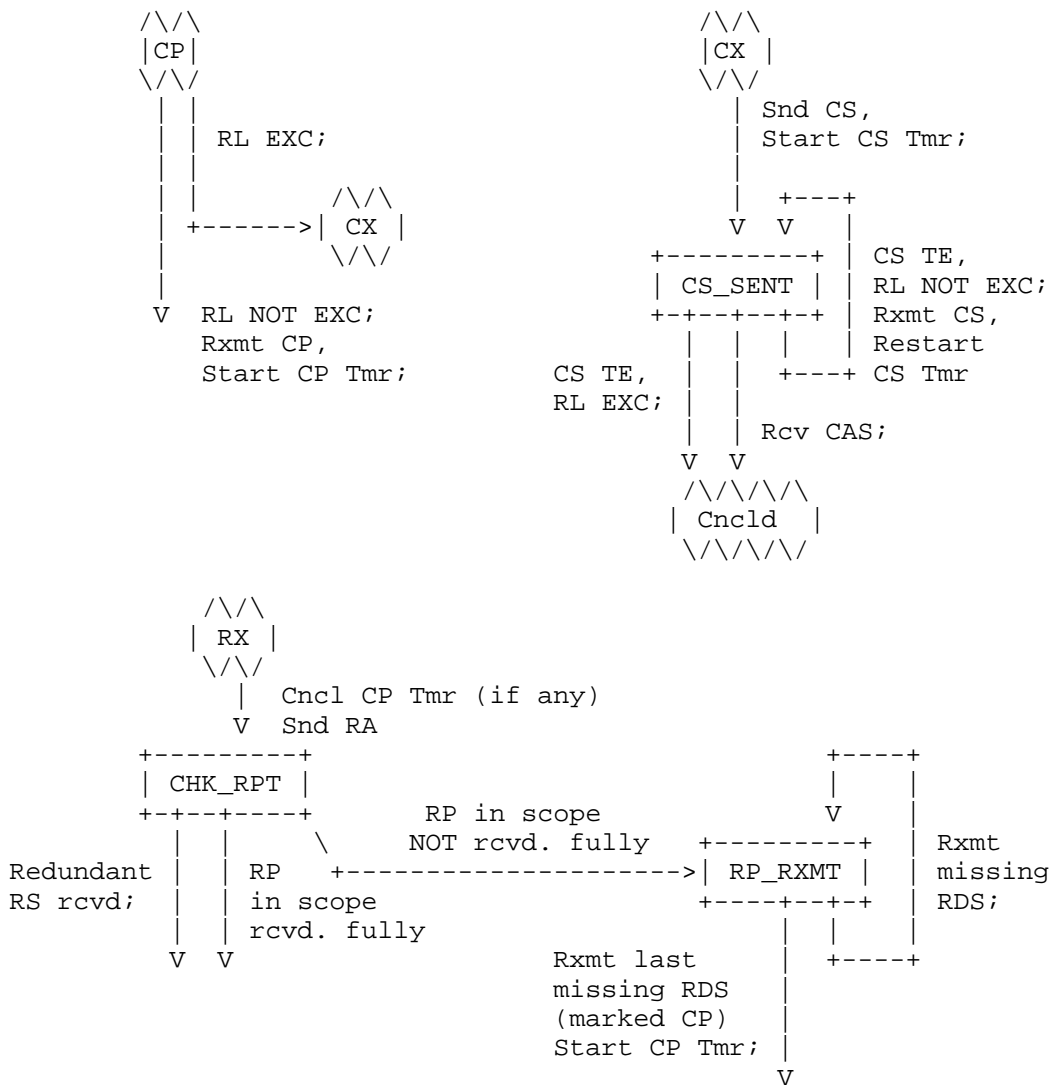 /\/\ /\/\
|CP| |CX |
\/\/ \/\/
| | | Snd CS,
| | RL EXC; | Start CS Tmr;
| | |
| | /\/\ | +---+
| +------>| CX | V V |
| \/\/ +---------+ | CS TE,
| | CS_SENT | | RL NOT EXC;
V RL NOT EXC; +-+--+--+-+ | Rxmt CS,
Rxmt CP, | | | | Restart
Start CP Tmr; CS TE, | | +---+ CS Tmr
RL EXC; | |
| | Rcv CAS;
V V
/\/\/\/\
| Cncld |
\/\/\/\/
/\/\
| RX |
\/\/
| Cncl CP Tmr (if any)
V Snd RA
+---------+ +----+
| CHK_RPT | | |
+-+--+----+ RP in scope V |
| | \ NOT rcvd. fully +---------+ | Rxmt
Redundant | | RP +---------------------->| RP_RXMT | | missing
RS rcvd; | | in scope +----+--+-+ | RDS;
| | rcvd. fully | | |
V V Rxmt last | +----+
missing RDS |
(marked CP) |
Start CP Tmr; |
V